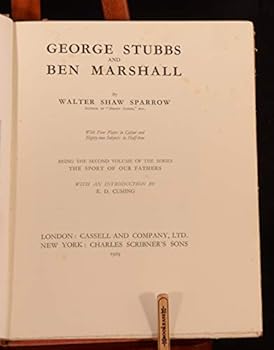 GEORGE STUBBS
AND
BEN MARSHALL
By
WALTER SHAW SPARROW
With Four Plates in Colour and
Eighty-two Subjects in Half-tone
BEING THE SECOND VOLUME OF THE SERIES
THE SPORT OF OUR FATHERS
WITH AN INTRODUCTION BY
E. D. CUMING
LONDON: CASSELL AND COMPANY, LTD.
NEW YORK: CHARLES SCRIBNER'S SONS
1929